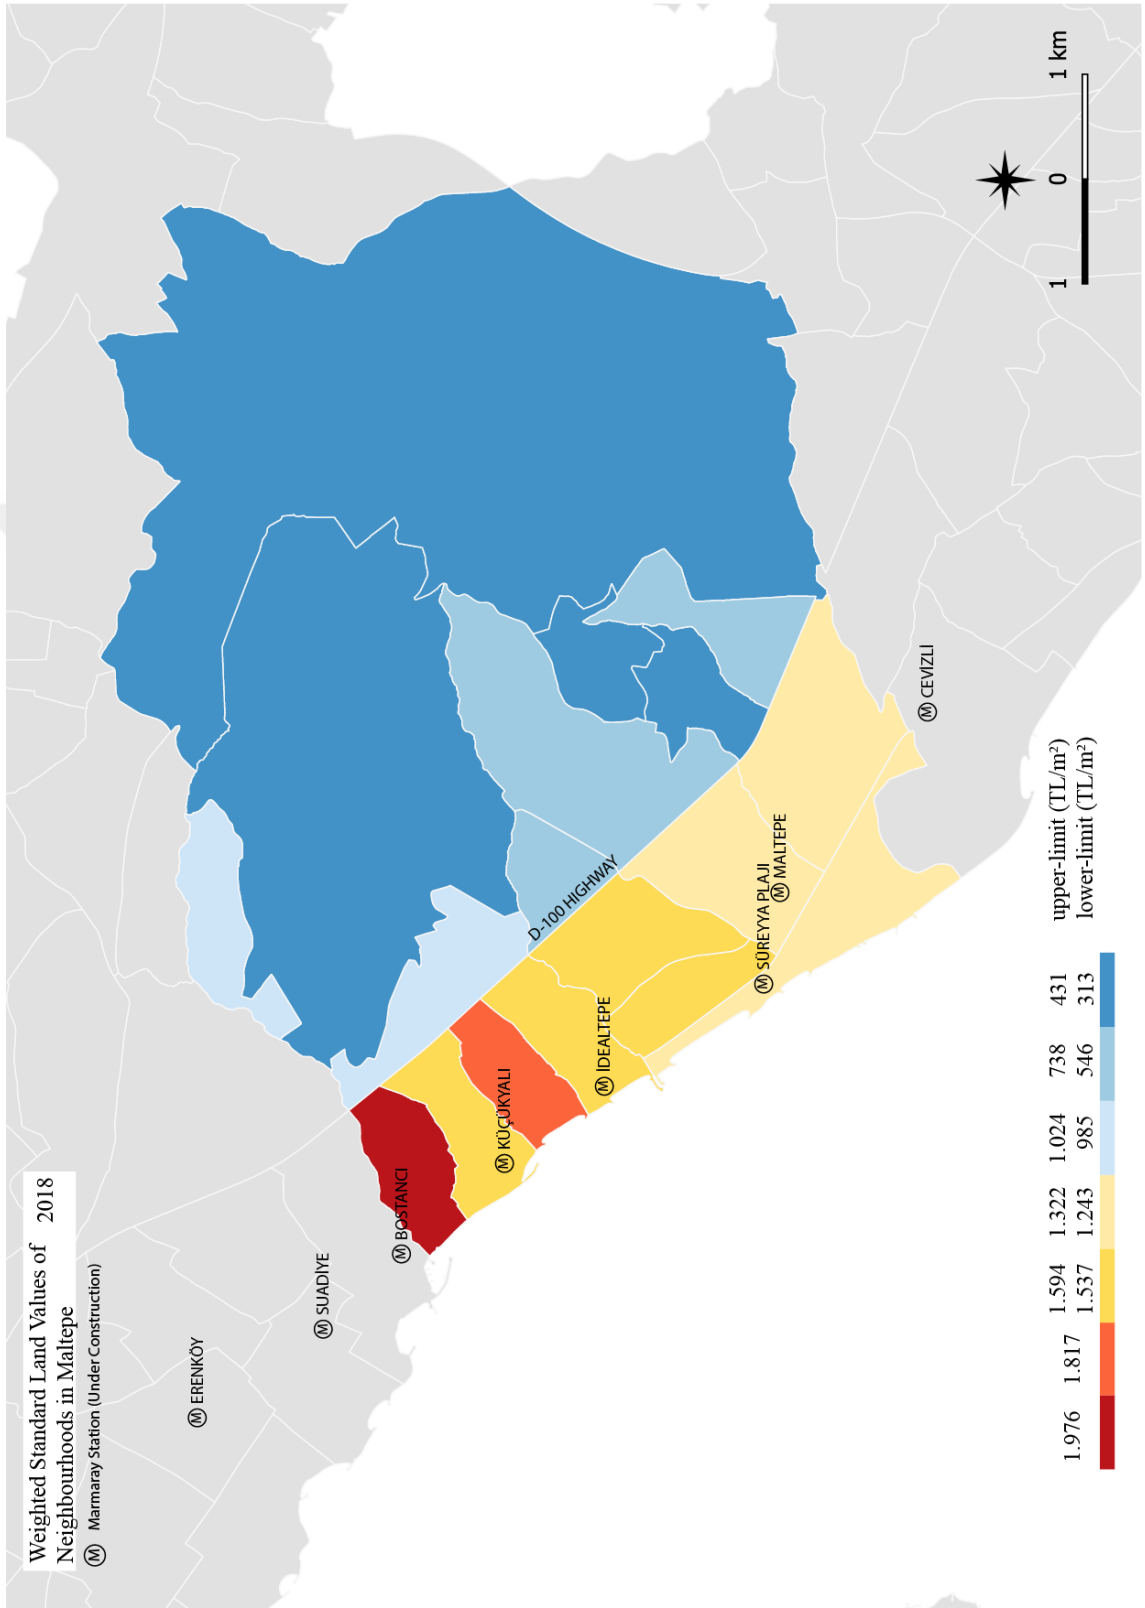 Weighted Standard Land Values of 2018
Neighbourhoods in Maltepe
M Marmaray Station (Under Construction)
M ERENKÖY
M SUADİYE
M BOSTANCI
M KÜÇÜKYALI
M İDEALTEPE
D-100 HIGHWAY
M SÜREYYA PLAJI
M MALTEPE
M CEVİZLİ
1.976 1.817 1.594 1.322 1.024 738 431 upper-limit (TL/m²)
1.537 1.243 985 546 313 lower-limit (TL/m²)
1 0 1 km